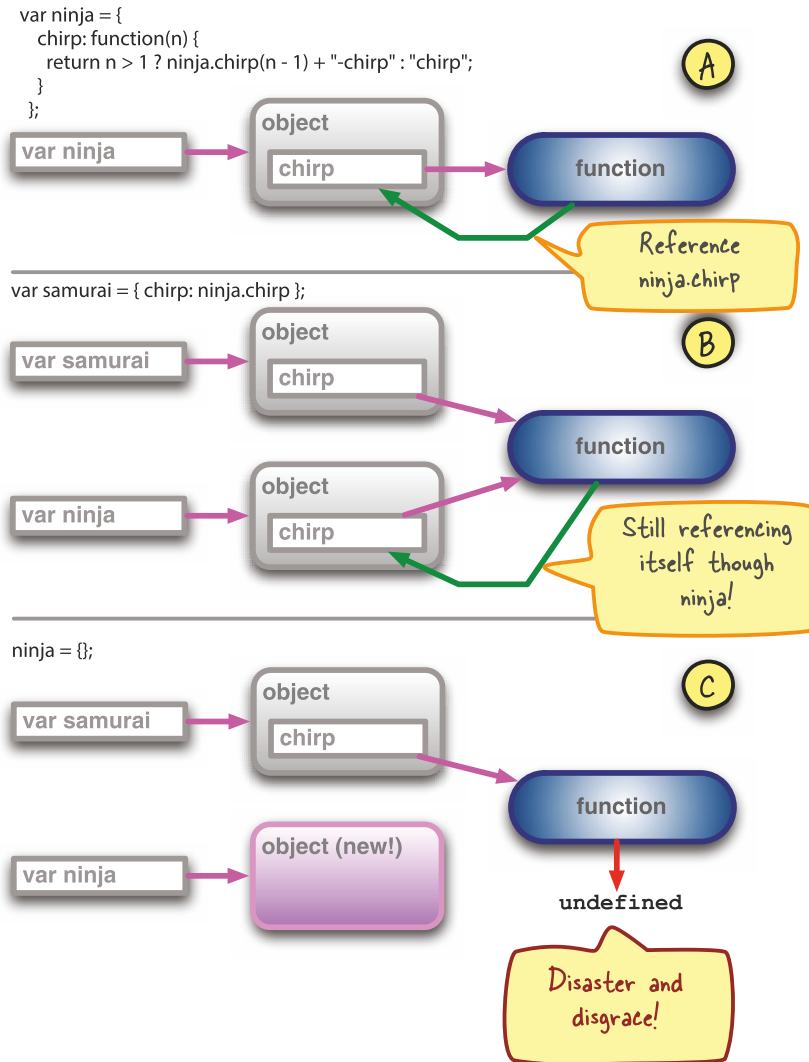 var ninja = {
chirp: function(n) {
return n > 1 ? ninja.chirp(n - 1) + "-chirp" : "chirp";
}
};
A
var ninja
object
chirp
function
Reference
ninja.chirp
var samurai = { chirp: ninja.chirp };
B
var samurai
object
chirp
function
var ninja
object
chirp
Still referencing
itself though
ninja!
ninja = {};
C
var samurai
object
chirp
function
var ninja
object (new!)
undefined
Disaster and
disgrace!